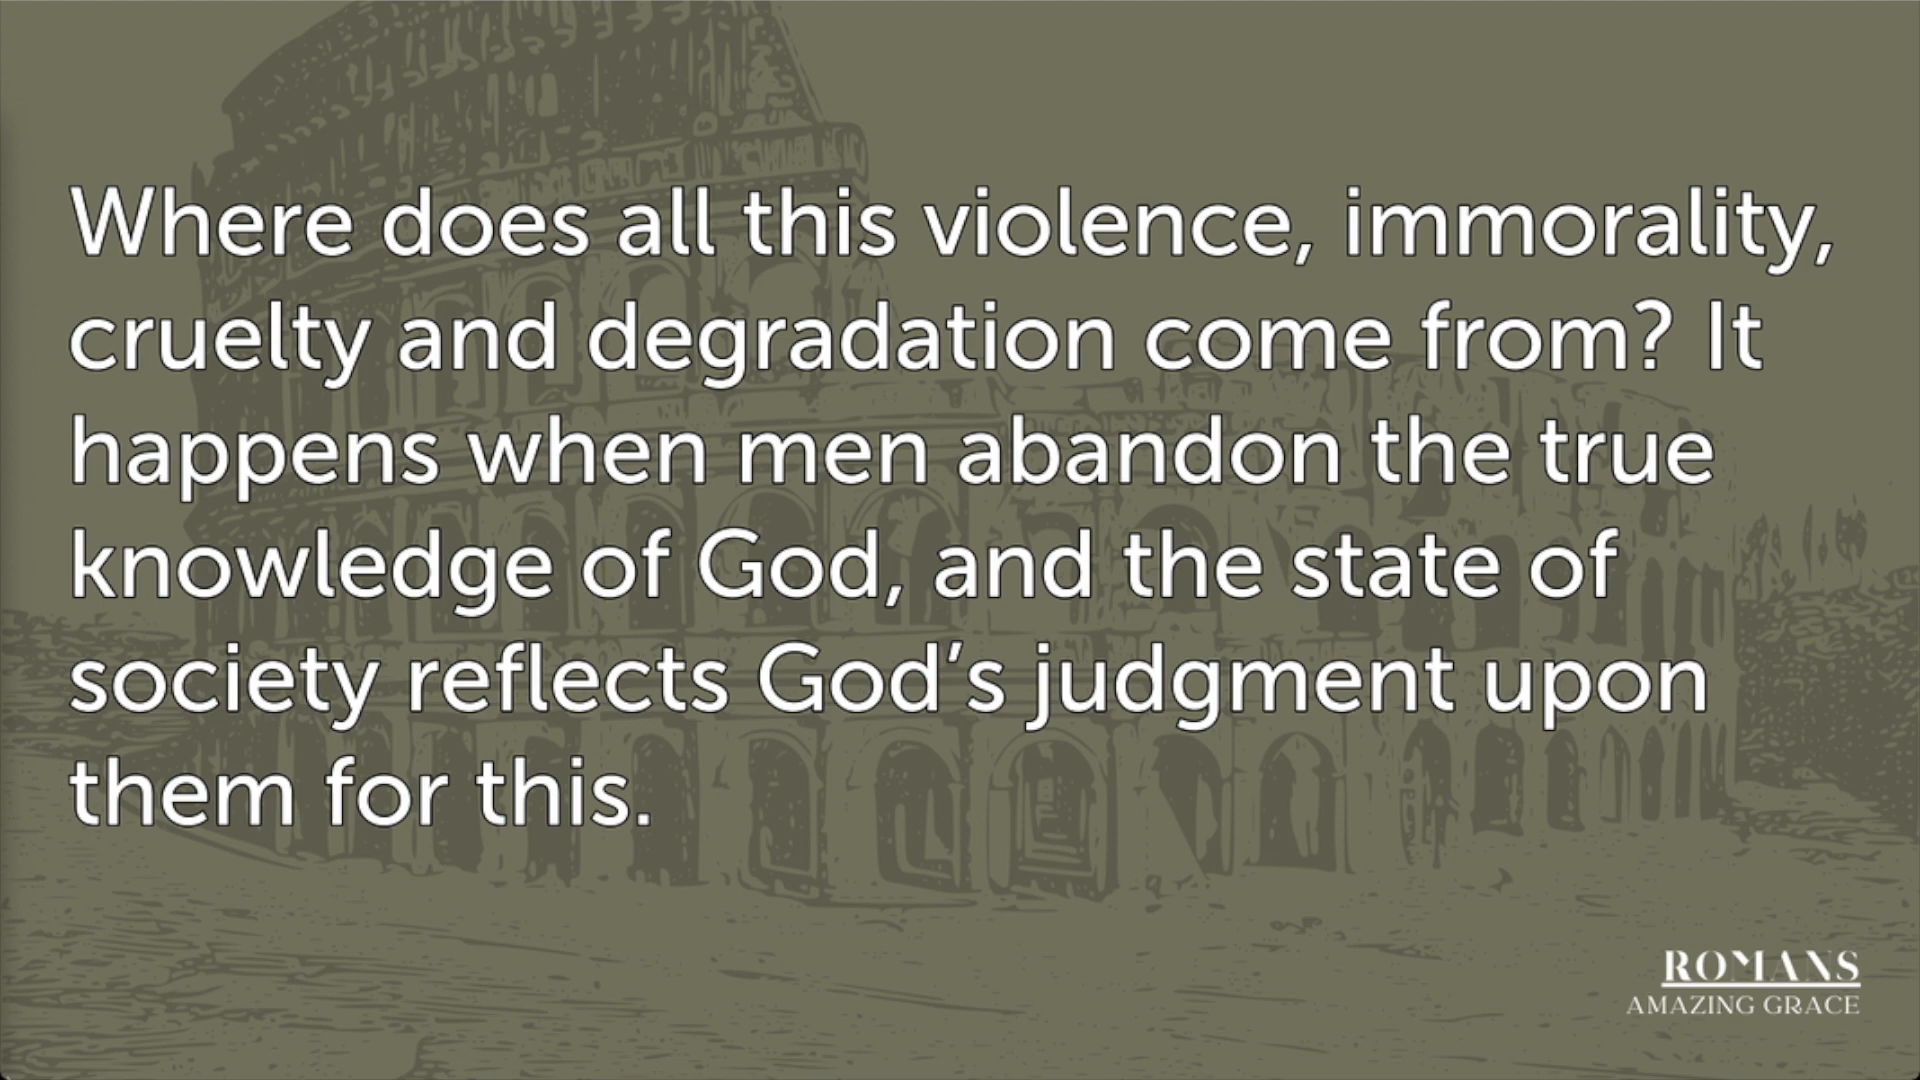 Where does all this violence, immorality,
cruelty and degradation come from? It
happens when men abandon the true
knowledge of God, and the state of
society reflects God’s judgment upon
them for this.
ROMANS
AMAZING GRACE